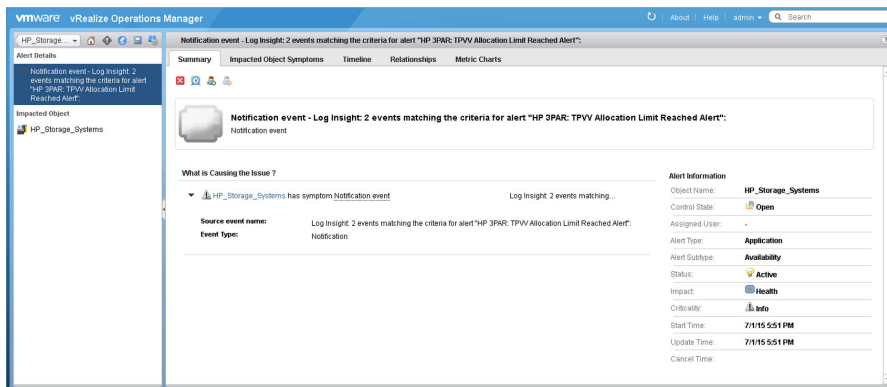 vmware vRealize Operations Manager
About Help admin Search
HP_Storage...
Alert Details
Notification event - Log Insight: 2
events matching the criteria for alert
"HP 3PAR: TPVV Allocation Limit
Reached Alert":
Impacted Object
HP_Storage_Systems
Notification event - Log Insight: 2 events matching the criteria for alert "HP 3PAR: TPVV Allocation Limit Reached Alert":
Summary Impacted Object Symptoms Timeline Relationships Metric Charts
Notification event - Log Insight: 2 events matching the criteria for alert "HP 3PAR: TPVV Allocation Limit Reached Alert":
Notification event
What is Causing the Issue ?
HP_Storage_Systems has symptom Notification event Log Insight: 2 events matching...
Source event name: Log Insight: 2 events matching the criteria for alert "HP 3PAR: TPVV Allocation Limit Reached Alert":
Event Type: Notification
Alert Information
Object Name: HP_Storage_Systems
Control State: Open
Assigned User: -
Alert Type: Application
Alert Subtype: Availability
Status: Active
Impact: Health
Criticality: Info
Start Time: 7/1/15 5:51 PM
Update Time: 7/1/15 5:51 PM
Cancel Time: